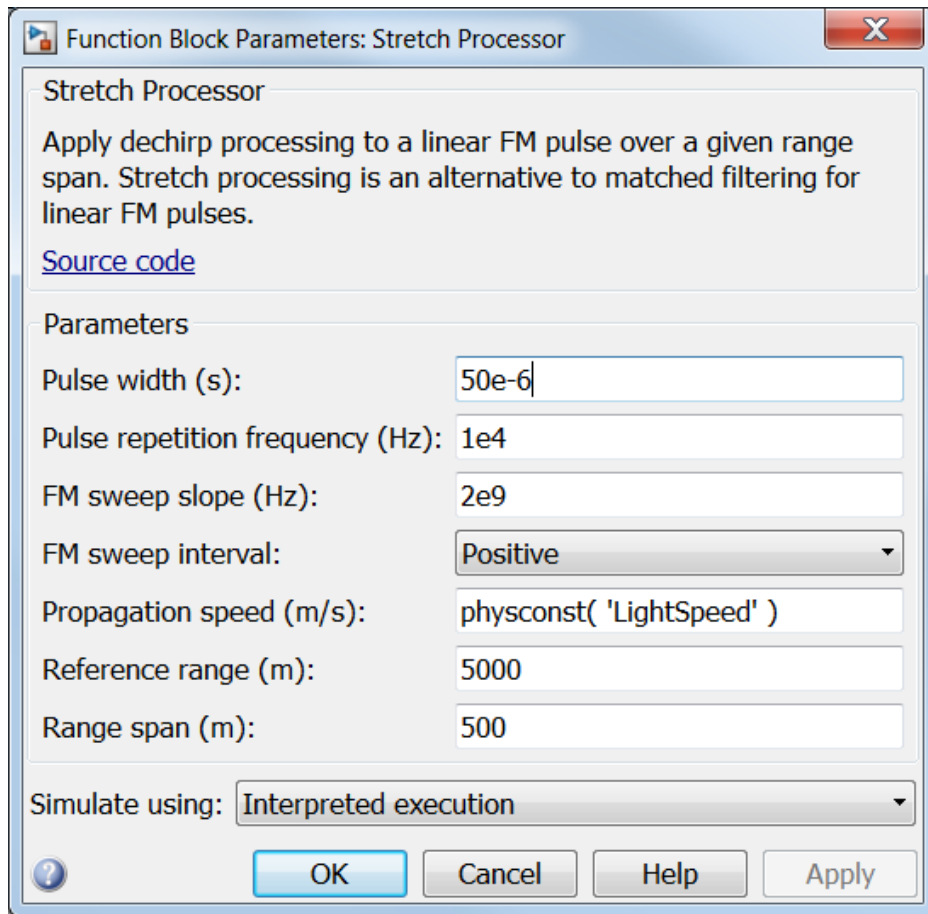 Function Block Parameters: Stretch Processor
X
Stretch Processor
Apply dechirp processing to a linear FM pulse over a given range
span. Stretch processing is an alternative to matched filtering for
linear FM pulses.
Source code
Parameters
Pulse width (s): 50e-6
Pulse repetition frequency (Hz): 1e4
FM sweep slope (Hz): 2e9
FM sweep interval: Positive
Propagation speed (m/s): physconst( 'LightSpeed' )
Reference range (m): 5000
Range span (m): 500
Simulate using: Interpreted execution
? OK Cancel Help Apply